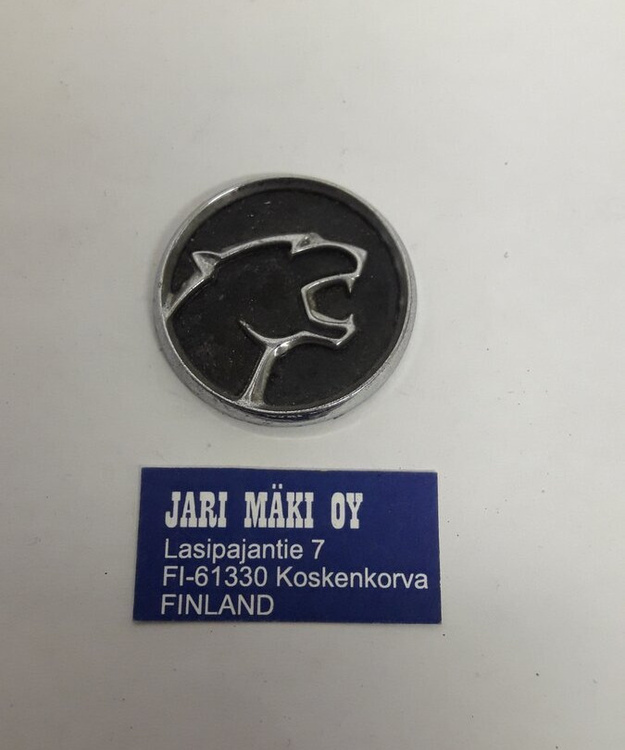 JARI MÄKI OY
Lasipajantie 7
FI-61330 Koskenkorva
FINLAND